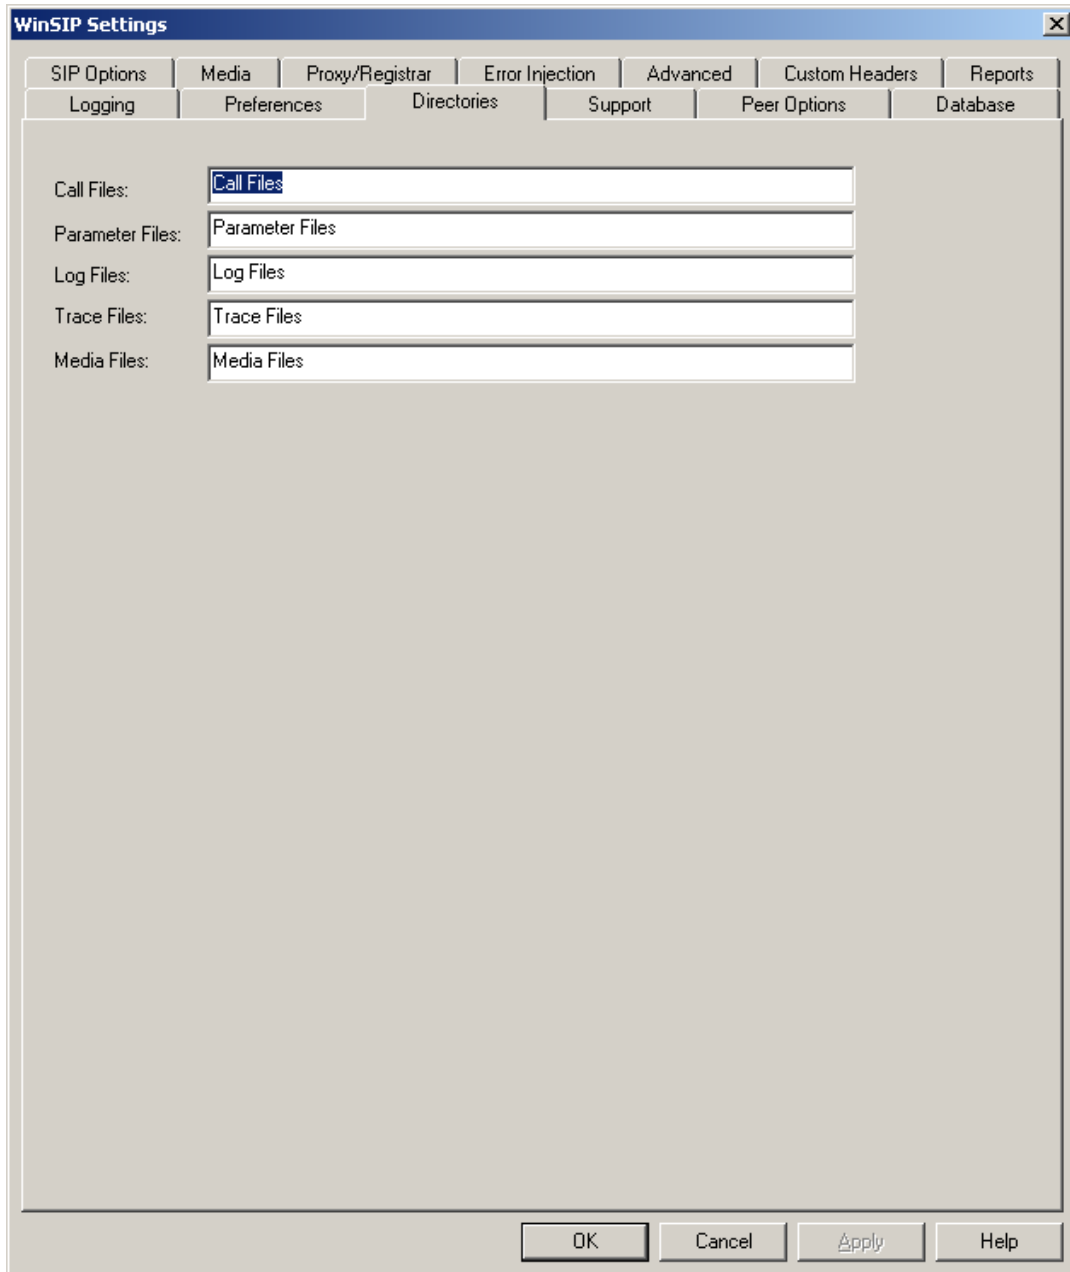 WinSIP Settings
SIP Options Media Proxy/Registrar Error Injection Advanced Custom Headers Reports
Logging Preferences Directories Support Peer Options Database
Call Files: Call Files
Parameter Files: Parameter Files
Log Files: Log Files
Trace Files: Trace Files
Media Files: Media Files
OK Cancel Apply Help